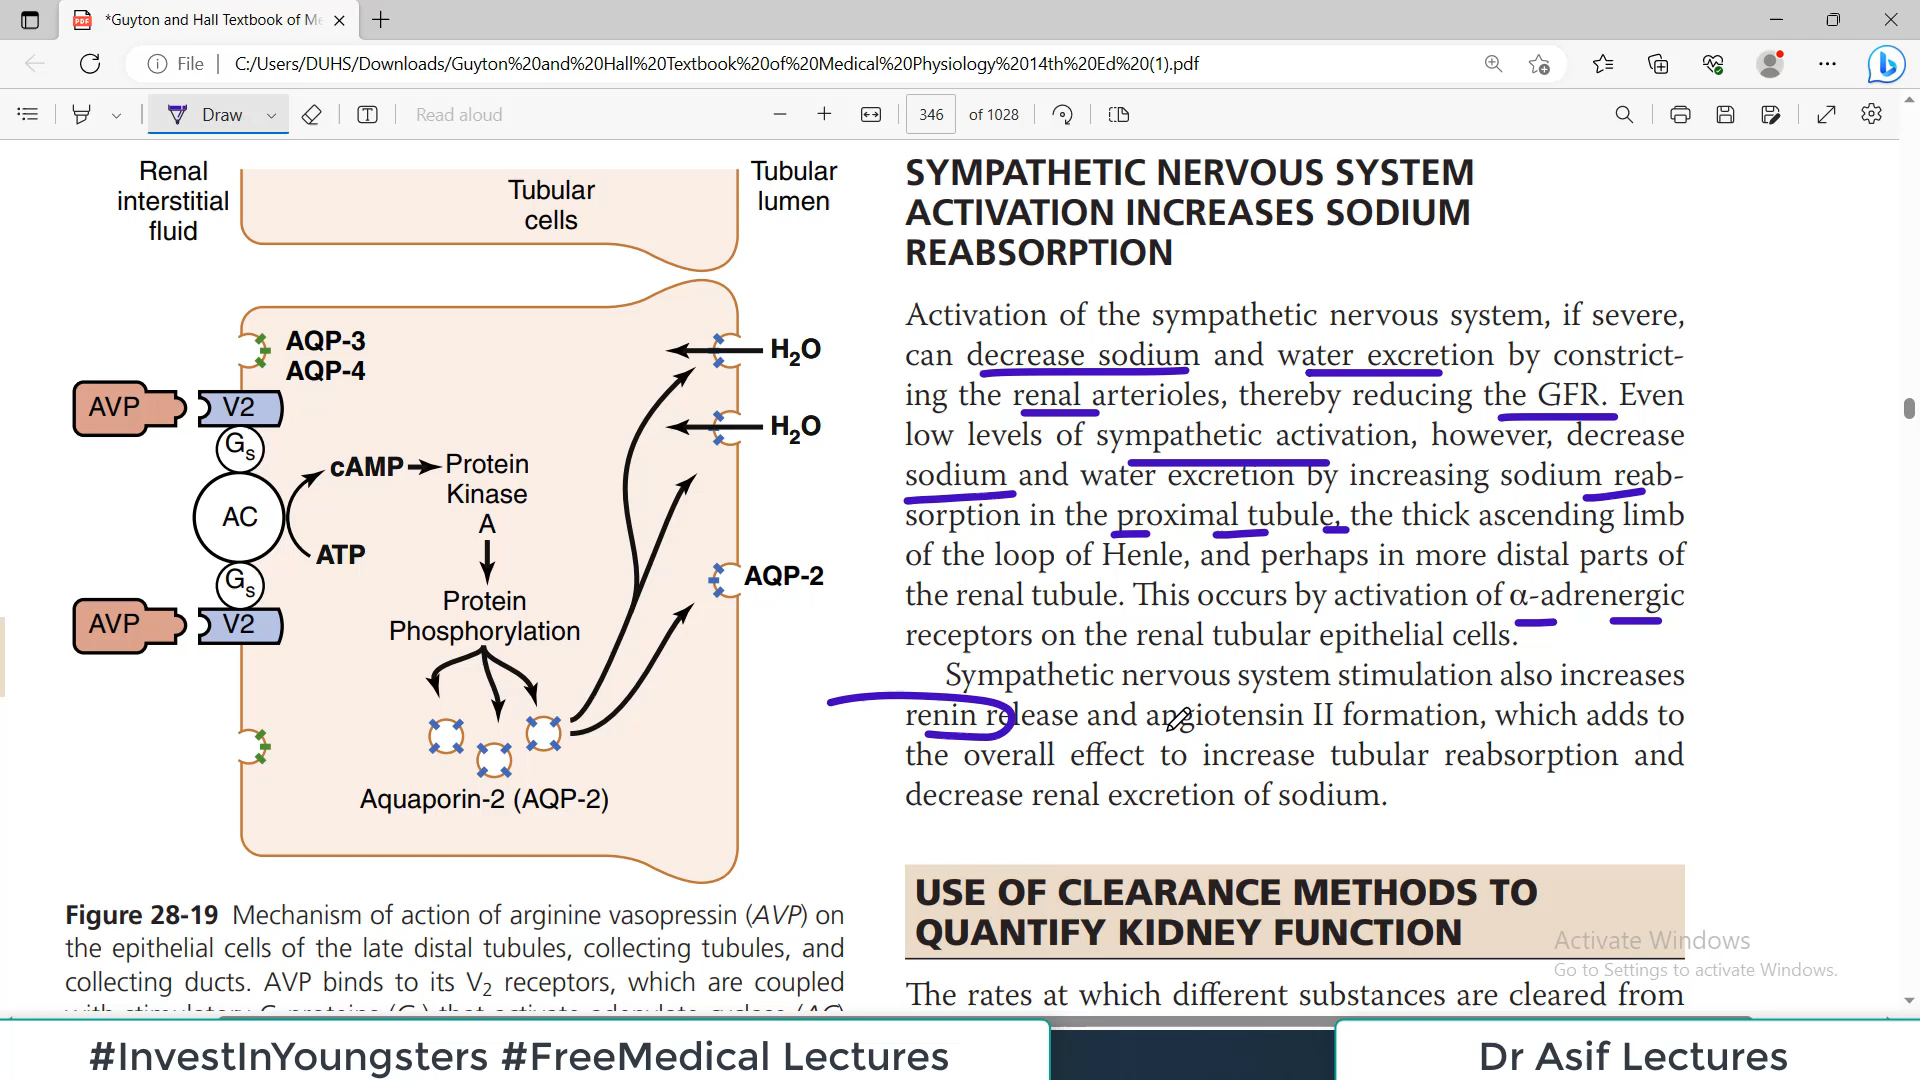 *Guyton and Hall Textbook of Me
File
C:/Users/DUHS/Downloads/Guyton%20and%20Hall%20Textbook%20of%20Medical%20Physiology%2014th%20Ed%20(1).pdf
Draw
Read aloud
346
of 1028
Renal
interstitial
fluid
Tubular
cells
Tubular
lumen
AQP-3
AQP-4
H2O
AVP
V2
H2O
Gs
cAMP
Protein
Kinase
A
AC
ATP
AQP-2
Gs
Protein
Phosphorylation
AVP
V2
Aquaporin-2 (AQP-2)
Figure 28-19 Mechanism of action of arginine vasopressin (AVP) on
the epithelial cells of the late distal tubules, collecting tubules, and
collecting ducts. AVP binds to its V2 receptors, which are coupled
SYMPATHETIC NERVOUS SYSTEM
ACTIVATION INCREASES SODIUM
REABSORPTION
Activation of the sympathetic nervous system, if severe,
can decrease sodium and water excretion by constrict-
ing the renal arterioles, thereby reducing the GFR. Even
low levels of sympathetic activation, however, decrease
sodium and water excretion by increasing sodium reab-
sorption in the proximal tubule, the thick ascending limb
of the loop of Henle, and perhaps in more distal parts of
the renal tubule. This occurs by activation of α-adrenergic
receptors on the renal tubular epithelial cells.
Sympathetic nervous system stimulation also increases
renin release and angiotensin II formation, which adds to
the overall effect to increase tubular reabsorption and
decrease renal excretion of sodium.
USE OF CLEARANCE METHODS TO
QUANTIFY KIDNEY FUNCTION
The rates at which different substances are cleared from
Activate Windows
Go to Settings to activate Windows.
#InvestInYoungsters #FreeMedical Lectures
Dr Asif Lectures